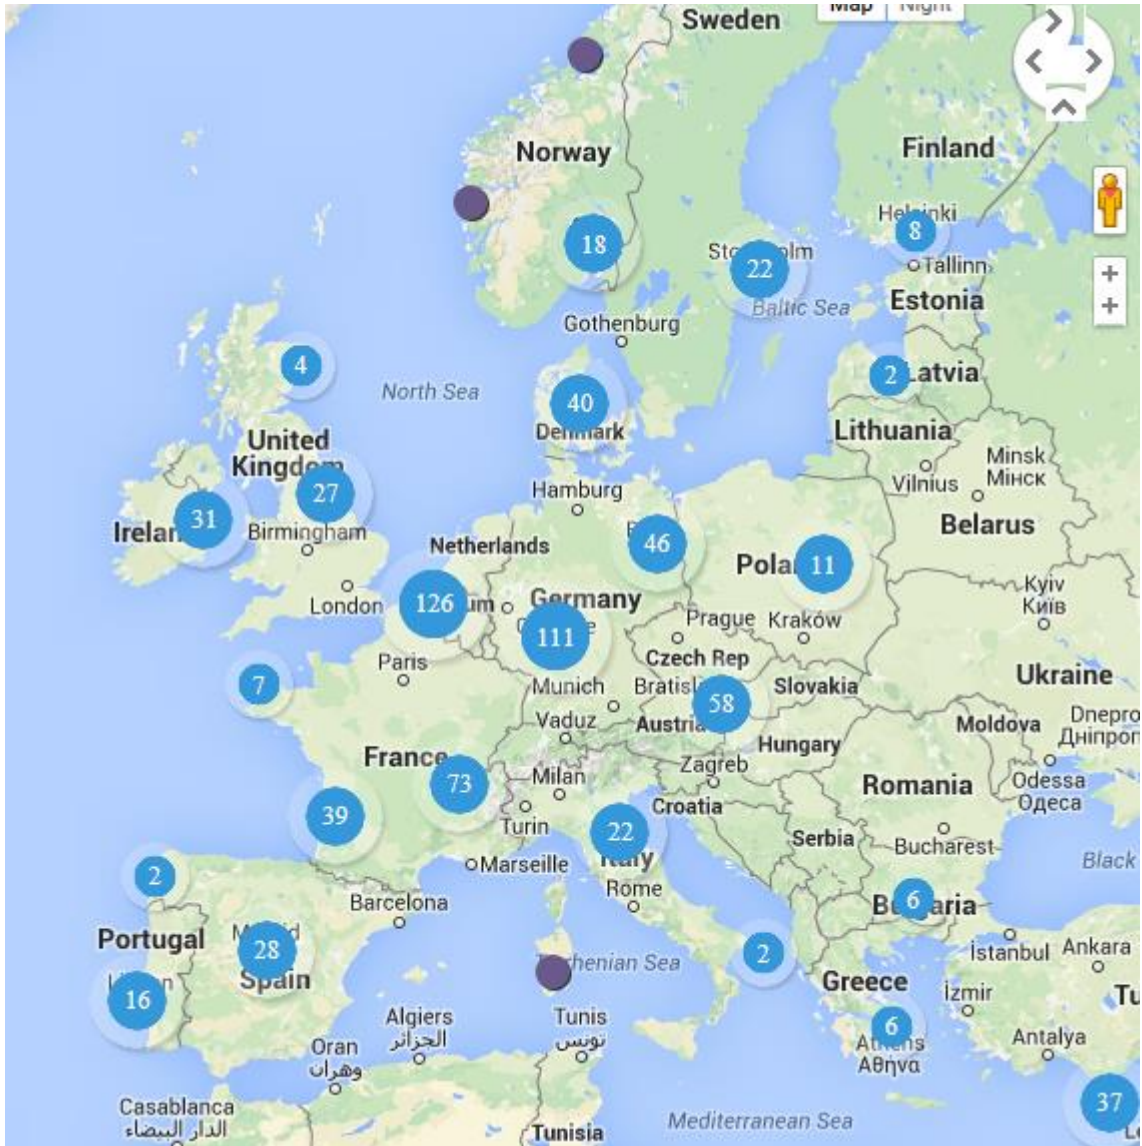 Map Night
Sweden
Norway
Finland
Helsinki
8
18
22
Tallinn
Baltic Sea
Estonia
Gothenburg
4
North Sea
2
Latvia
40
Denmark
Lithuania
United
Kingdom
Minsk
Мінск
Vilnius
Hamburg
27
31
Birmingham
Belarus
Netherlands
46
11
London
126
Germany
111
Kyiv
Київ
Prague
Kraków
Paris
Czech Rep
7
Munich
58
Slovakia
Ukraine
Vaduz
Austria
Moldova
Hungary
France
73
Milan
Zagreb
Romania
Odessa
Одеса
39
Turin
Croatia
22
Italy
Serbia
Bucharest
Marseille
Black
2
Barcelona
Rome
6
Portugal
28
Spain
2
İstanbul
Ankara
16
Greece
İzmir
Algiers
الجزائر
Tunis
تونس
6
Athens
Αθήνα
Antalya
Oran
وهران
Casablanca
الدار البيضاء
Tunisia
Mediterranean Sea
37